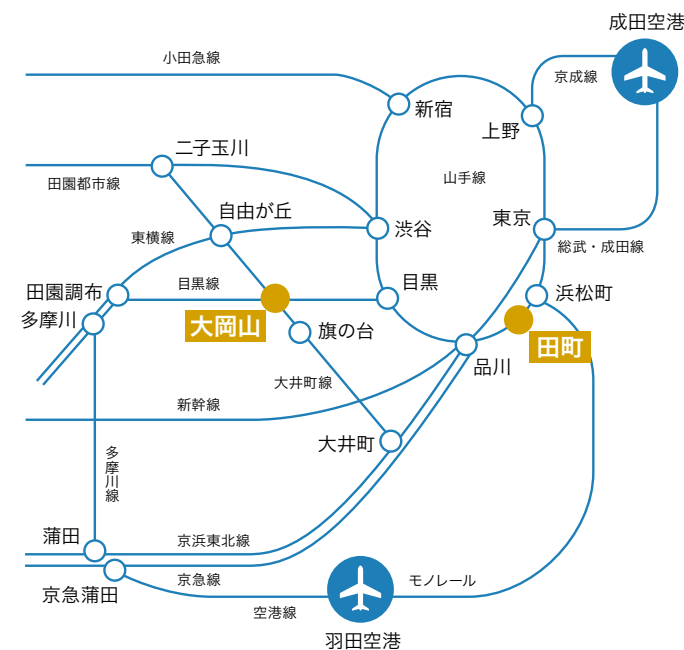 成田空港
小田急線
京成線
新宿
上野
二子玉川
山手線
田園都市線
自由が丘
東京
渋谷
東横線
総武・成田線
目黒線
目黒
田園調布
浜松町
多摩川
大岡山
旗の台
田町
品川
大井町線
新幹線
大井町
多摩川線
蒲田
京浜東北線
京急線
モノレール
京急蒲田
空港線
羽田空港